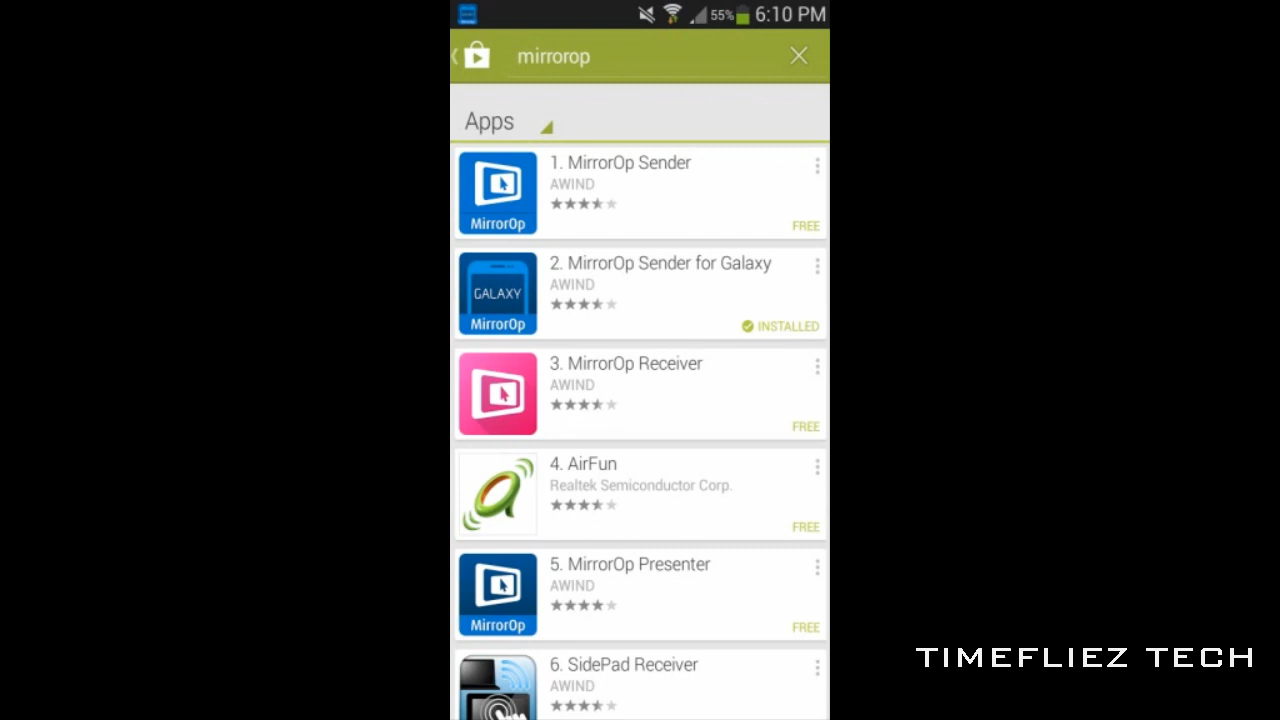 55% 6:10 PM
mirrorop
Apps
1. MirrorOp Sender
AWIND
MirrorOp
FREE
2. MirrorOp Sender for Galaxy
AWIND
GALAXY
MirrorOp
INSTALLED
3. MirrorOp Receiver
AWIND
FREE
4. AirFun
Realtek Semiconductor Corp.
FREE
5. MirrorOp Presenter
AWIND
MirrorOp
FREE
6. SidePad Receiver
AWIND
TIMEFLIEZ TECH